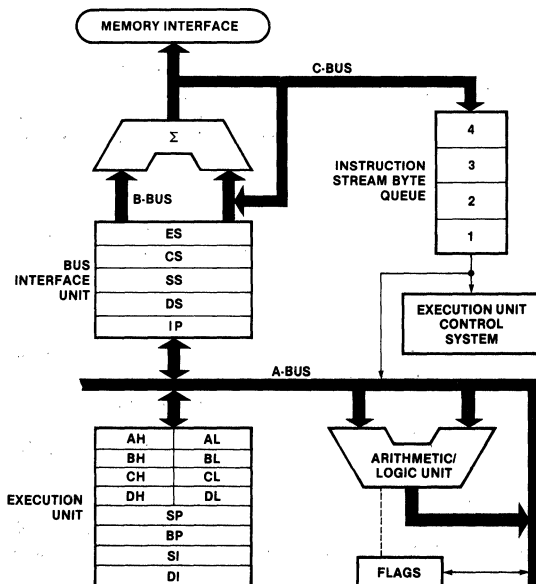 MEMORY INTERFACE
C-BUS
Σ
B-BUS
INSTRUCTION
STREAM BYTE
QUEUE
4
3
2
1
BUS
INTERFACE
UNIT
ES
CS
SS
DS
IP
EXECUTION UNIT
CONTROL
SYSTEM
A-BUS
EXECUTION
UNIT
AH AL
BH BL
CH CL
DH DL
SP
BP
SI
DI
ARITHMETIC/
LOGIC UNIT
FLAGS